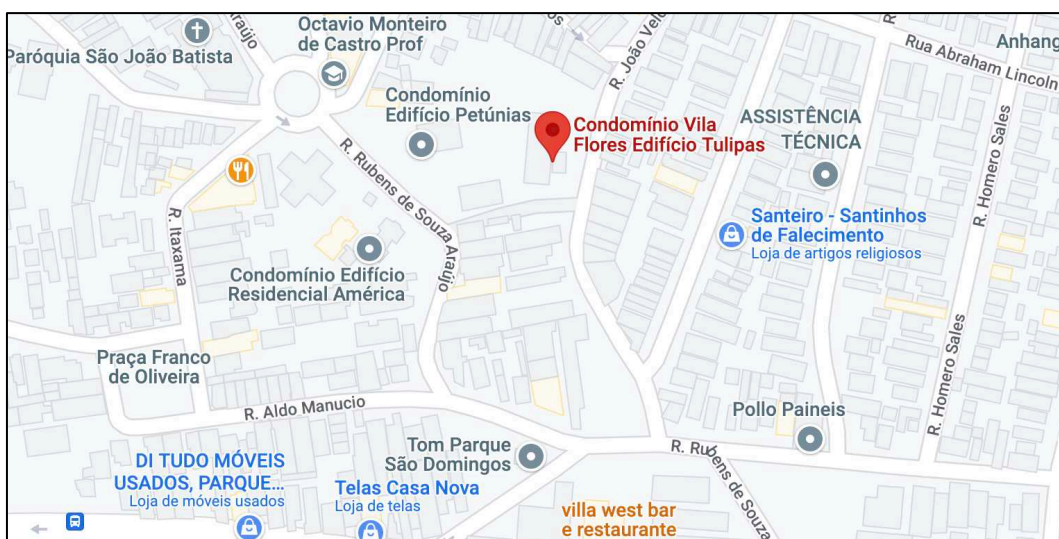 Araújo
Octavio Monteiro
de Castro Prof
Paróquia São João Batista
R. João Velo
Rua Abraham Lincoln
Anhang
Condomínio
Edifício Petúnias
Condomínio Vila
Flores Edifício Tulipas
ASSISTÊNCIA
TÉCNICA
R. Homero Sales
R. Rubens de Souza Araújo
R. Itaxama
Santeiro - Santinhos
de Falecimento
Loja de artigos religiosos
Condomínio Edifício
Residencial América
Praça Franco
de Oliveira
R. Homero Sales
R. Aldo Manucio
Pollo Paineis
Tom Parque
São Domingos
R. Rubens de Souza
DI TUDO MÓVEIS
USADOS, PARQUE...
Loja de móveis usados
Telas Casa Nova
Loja de telas
villa west bar
e restaurante